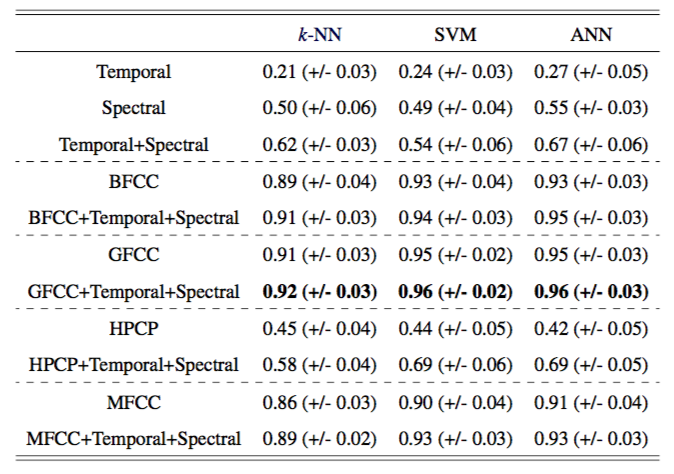 k-NN SVM ANN
Temporal 0.21 (+/- 0.03) 0.24 (+/- 0.03) 0.27 (+/- 0.05)
Spectral 0.50 (+/- 0.06) 0.49 (+/- 0.04) 0.55 (+/- 0.03)
Temporal+Spectral 0.62 (+/- 0.03) 0.54 (+/- 0.06) 0.67 (+/- 0.06)
BFCC 0.89 (+/- 0.04) 0.93 (+/- 0.04) 0.93 (+/- 0.03)
BFCC+Temporal+Spectral 0.91 (+/- 0.03) 0.94 (+/- 0.03) 0.95 (+/- 0.03)
GFCC 0.91 (+/- 0.03) 0.95 (+/- 0.02) 0.95 (+/- 0.03)
GFCC+Temporal+Spectral 0.92 (+/- 0.03) 0.96 (+/- 0.02) 0.96 (+/- 0.03)
HPCP 0.45 (+/- 0.04) 0.44 (+/- 0.05) 0.42 (+/- 0.05)
HPCP+Temporal+Spectral 0.58 (+/- 0.04) 0.69 (+/- 0.06) 0.69 (+/- 0.05)
MFCC 0.86 (+/- 0.03) 0.90 (+/- 0.04) 0.91 (+/- 0.04)
MFCC+Temporal+Spectral 0.89 (+/- 0.02) 0.93 (+/- 0.03) 0.93 (+/- 0.03)